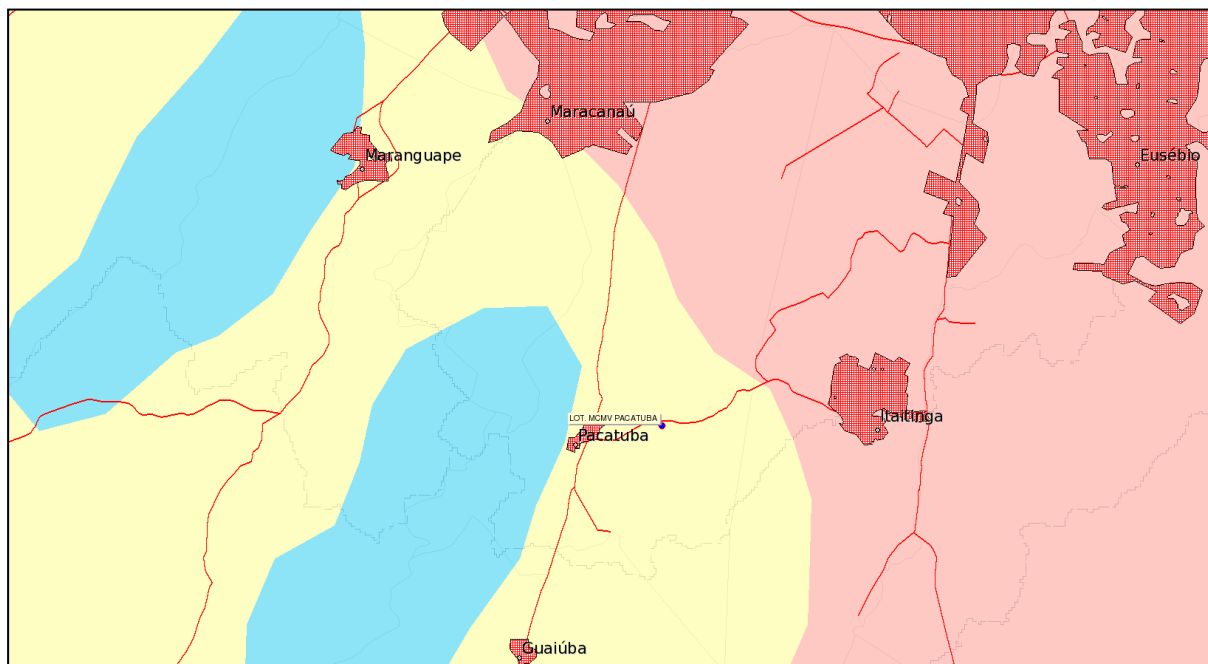 Maracanaú
Maranguape
Eusébio
Itaitinga
LOT. MCMV PACATUBA
Pacatuba
Guaiúba